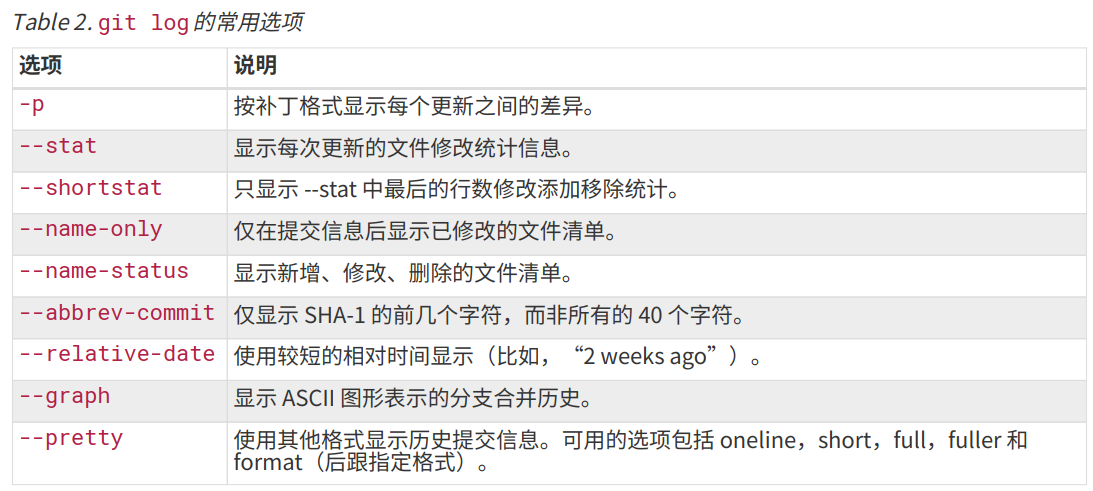 Table 2. git log 的常用选项
选项 说明
-p 按补丁格式显示每个更新之间的差异。
--stat 显示每次更新的文件修改统计信息。
--shortstat 只显示 --stat 中最后的行数修改添加移除统计。
--name-only 仅在提交信息后显示已修改的文件清单。
--name-status 显示新增、修改、删除的文件清单。
--abbrev-commit 仅显示 SHA-1 的前几个字符，而非所有的 40 个字符。
--relative-date 使用较短的相对时间显示（比如，“2 weeks ago”）。
--graph 显示 ASCII 图形表示的分支合并历史。
--pretty 使用其他格式显示历史提交信息。可用的选项包括 oneline，short，full，fuller 和
format（后跟指定格式）。